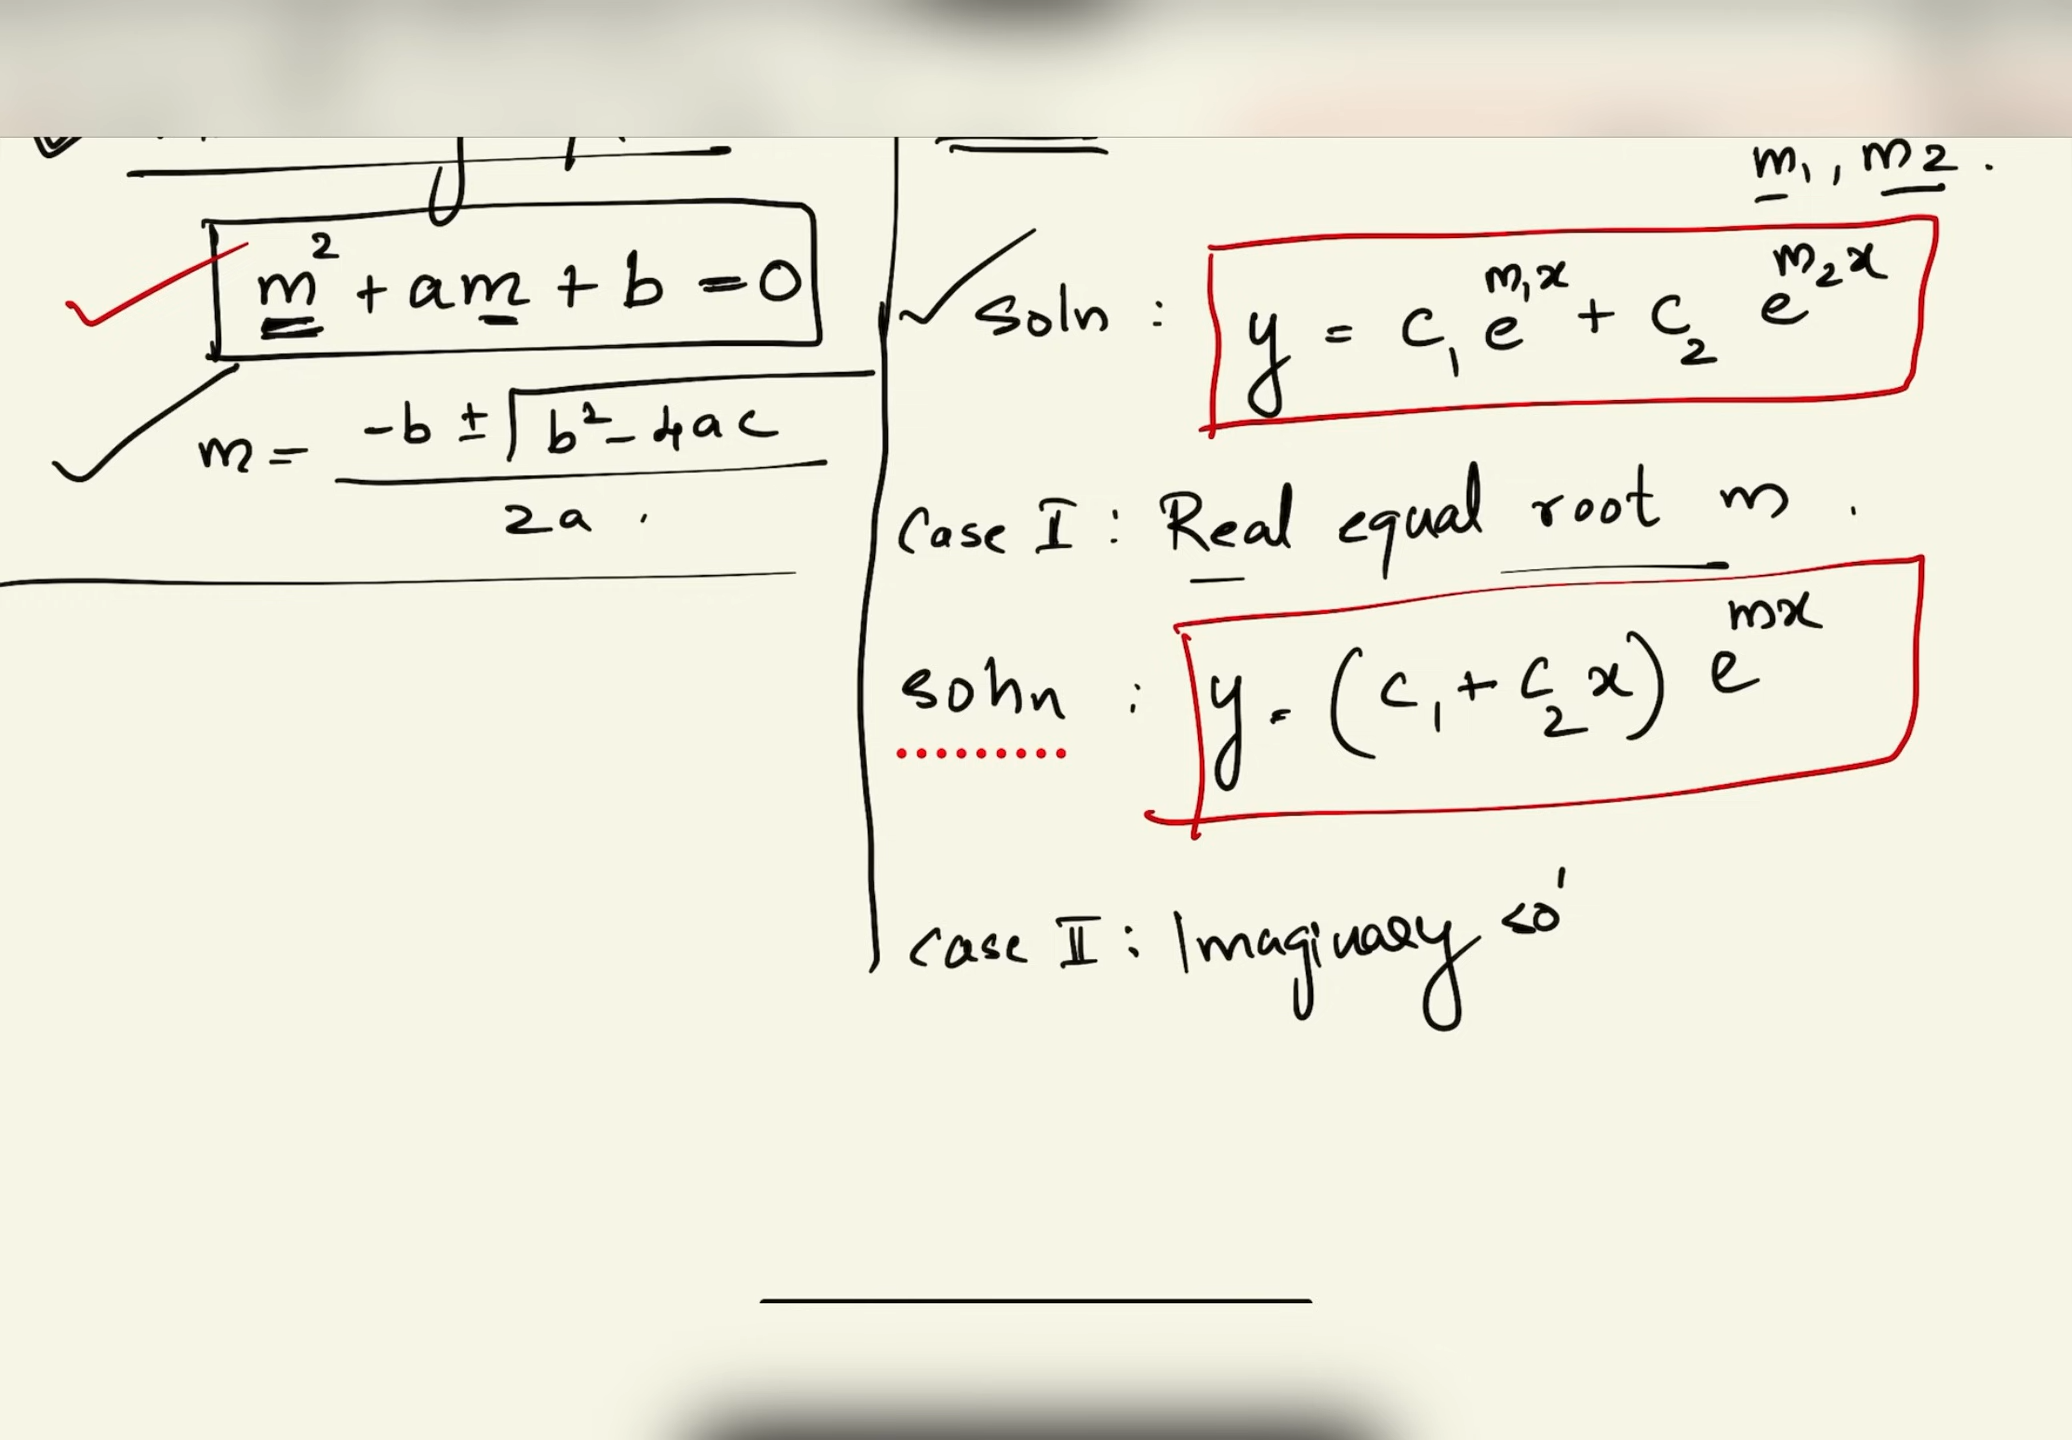 m² + am + b = 0
m = -b ± √b² - 4ac
2a .
m₁, m2 .
Soln : y = c₁ e^m₁x + c₂ e^m₂x
Case I : Real equal root m .
sohn : y = (c₁ + c₂x) e^mx
Case II : Imaginary so'